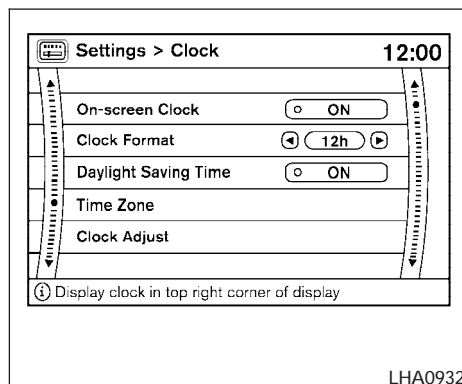 Settings > Clock 12:00
On-screen Clock ON
Clock Format 12h
Daylight Saving Time ON
Time Zone
Clock Adjust
i Display clock in top right corner of display
LHA0932